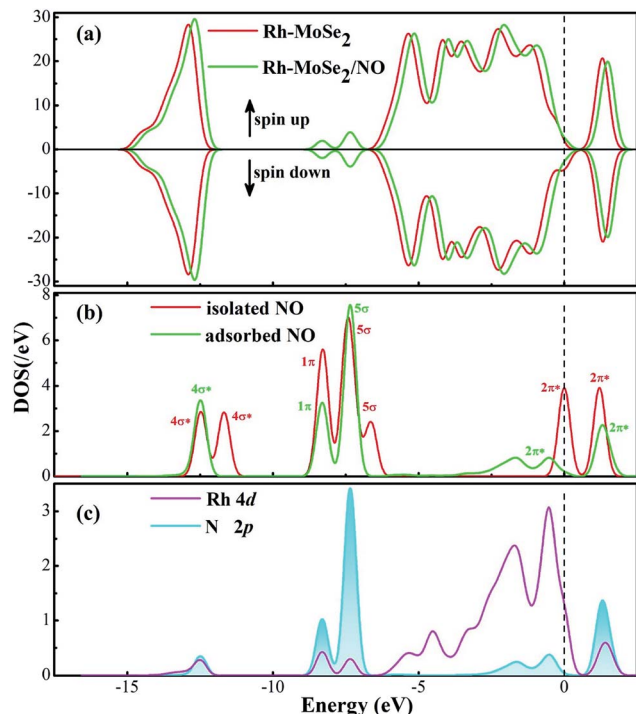 30
20
10
0
-10
-20
-30
(a)
Rh-MoSe2
Rh-MoSe2/NO
spin up
spin down
DOS(/eV)
8
6
4
2
0
(b)
isolated NO
adsorbed NO
4σ*
4σ*
4σ*
1π
1π
5σ
5σ
5σ
2π*
2π*
2π*
2π*
3
2
1
0
(c)
Rh 4d
N 2p
-15 -10 -5 0
Energy (eV)